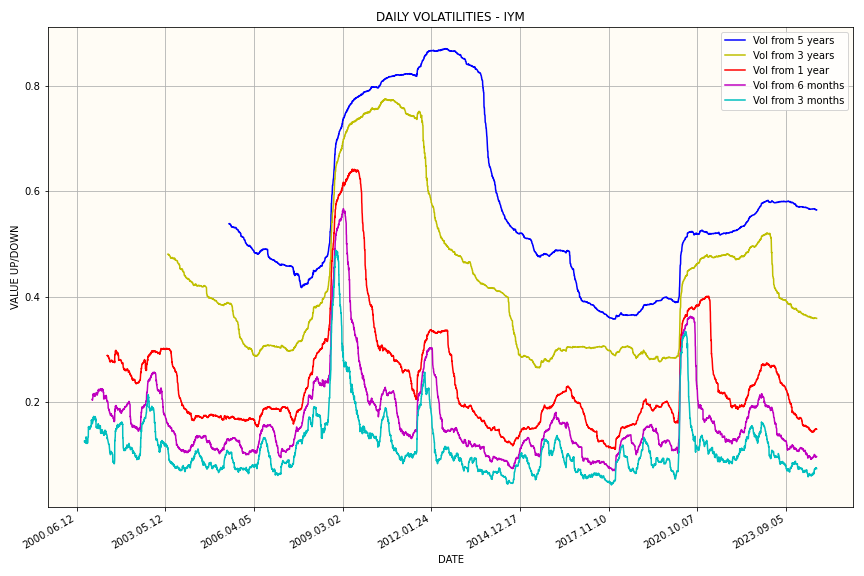 DAILY VOLATILITIES - IYM
Vol from 5 years
Vol from 3 years
Vol from 1 year
Vol from 6 months
Vol from 3 months
VALUE UP/DOWN
0.8
0.6
0.4
0.2
2000.06.12
2003.05.12
2006.04.05
2009.03.02
2012.01.24
2014.12.17
2017.11.10
2020.10.07
2023.09.05
DATE